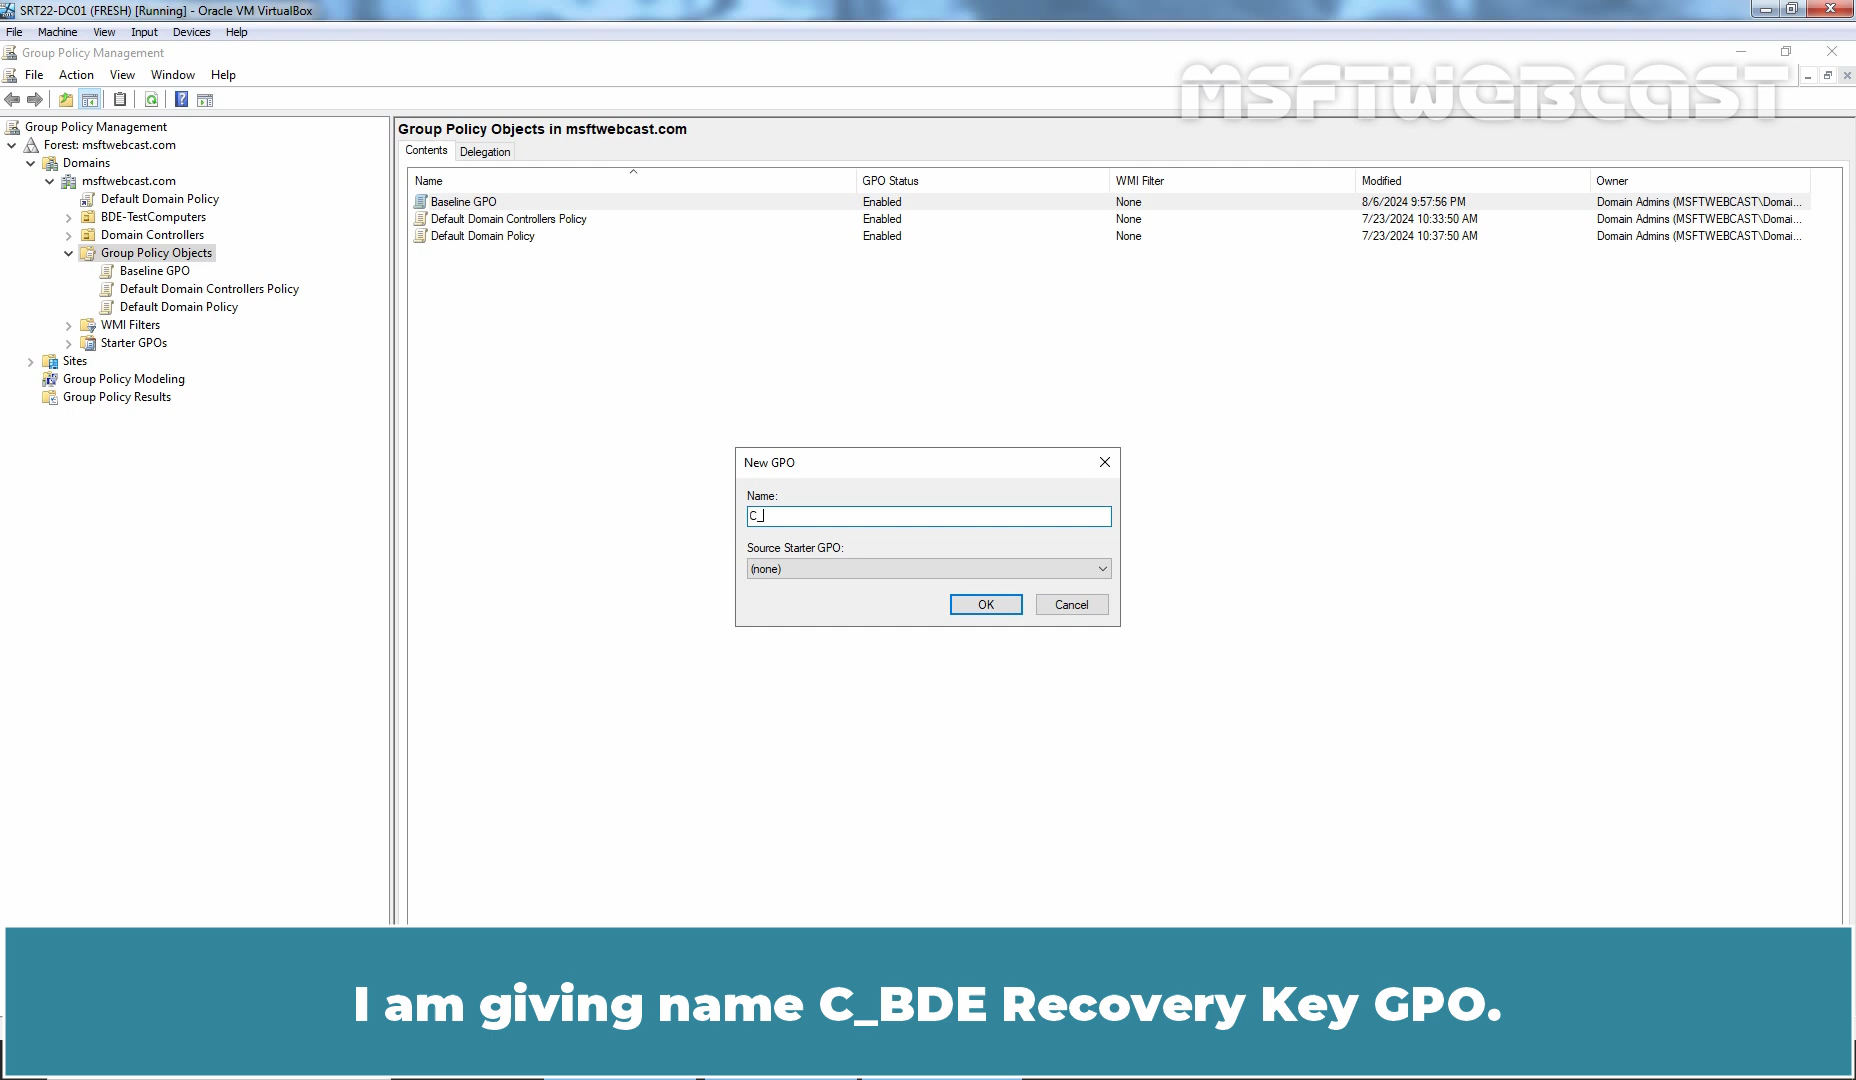 SRT22-DC01 (FRESH) [Running] - Oracle VM VirtualBox
File Machine View Input Devices Help
Group Policy Management
File Action View Window Help
MSFTWEBCAST
Group Policy Management
Forest: msftwebcast.com
Domains
msftwebcast.com
Default Domain Policy
BDE-TestComputers
Domain Controllers
Group Policy Objects
Baseline GPO
Default Domain Controllers Policy
Default Domain Policy
WMI Filters
Starter GPOs
Sites
Group Policy Modeling
Group Policy Results
Group Policy Objects in msftwebcast.com
Contents Delegation
Name GPO Status WMI Filter Modified Owner
Baseline GPO Enabled None 8/6/2024 9:57:56 PM Domain Admins (MSFTWEBCAST\Domai...
Default Domain Controllers Policy Enabled None 7/23/2024 10:33:50 AM Domain Admins (MSFTWEBCAST\Domai...
Default Domain Policy Enabled None 7/23/2024 10:37:50 AM Domain Admins (MSFTWEBCAST\Domai...
New GPO
Name:
C_
Source Starter GPO:
(none)
OK Cancel
I am giving name C_BDE Recovery Key GPO.